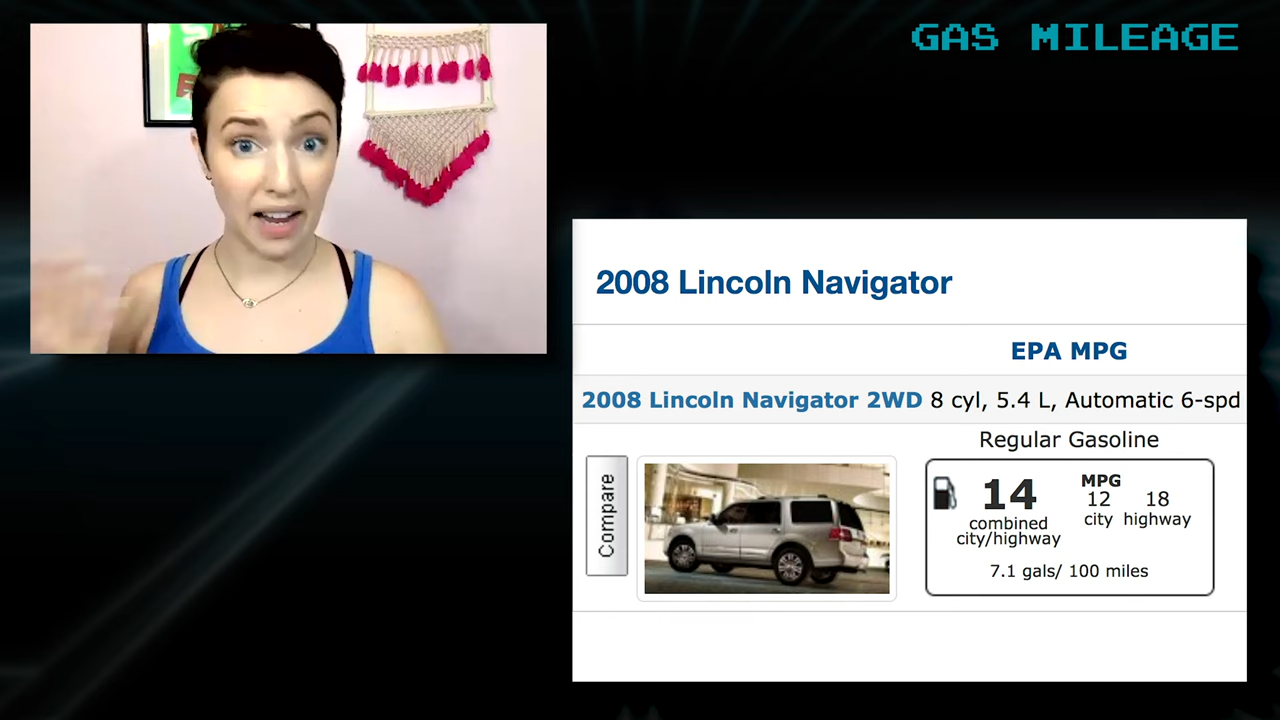 GAS MILEAGE
2008 Lincoln Navigator
EPA MPG
2008 Lincoln Navigator 2WD 8 cyl, 5.4 L, Automatic 6-spd
Regular Gasoline
Compare
14
combined
city/highway
MPG
12 18
city highway
7.1 gals/ 100 miles